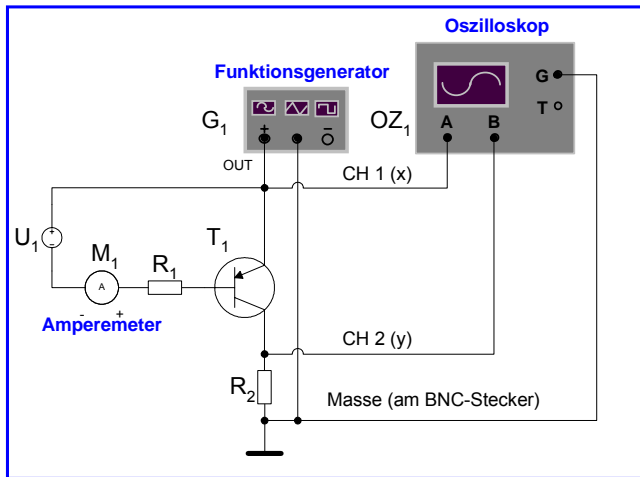 Oszilloskop
Funktionsgenerator
G
G1
OZ1
T
+
–
A
B
OUT
CH 1 (x)
+
–
U1
T1
M1
R1
A
-
+
Amperemeter
CH 2 (y)
R2
Masse (am BNC-Stecker)